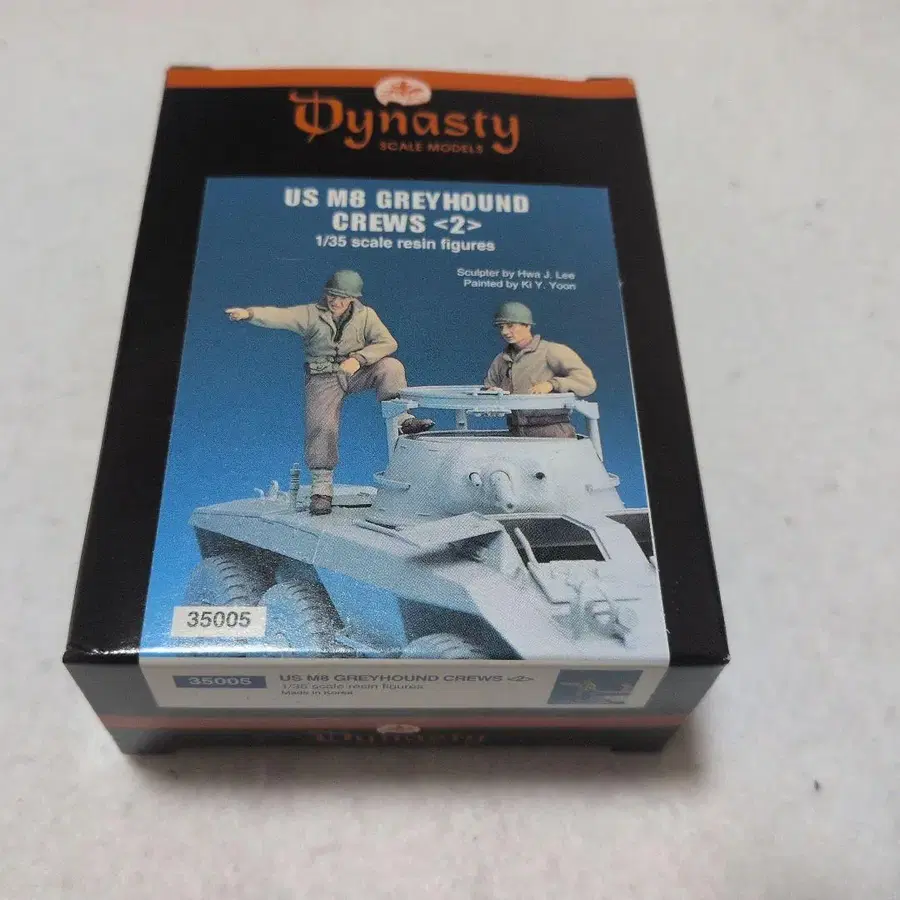 Dynasty
SCALE MODELS
US M8 GREYHOUND
CREWS <2>
1/35 scale resin figures
Sculpter by Hwa J. Lee
Painted by Ki Y. Yoon
35005
35005
US M8 GREYHOUND CREWS <2>
1/35 scale resin figures
Made in Korea